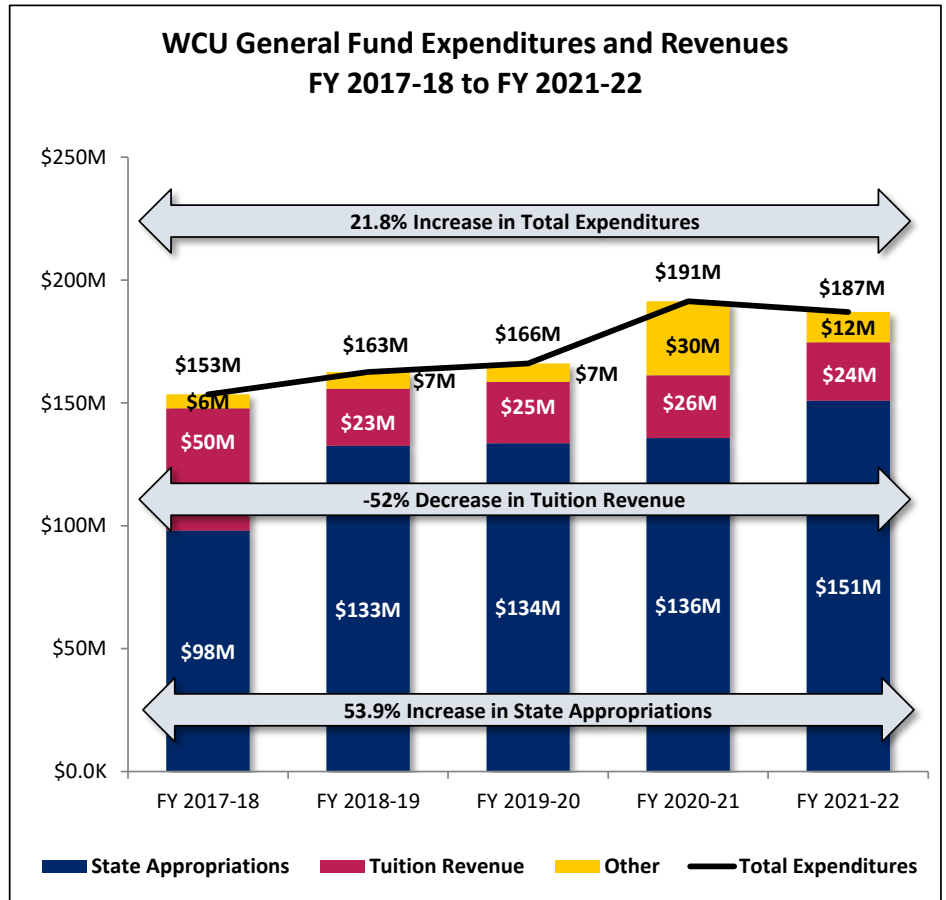 WCU General Fund Expenditures and Revenues
FY 2017-18 to FY 2021-22
$250M
21.8% Increase in Total Expenditures
$200M
$191M
$187M
$12M
$166M
$30M
$163M
$153M
$7M
$7M
$24M
$6M
$150M
$23M
$25M
$26M
$50M
-52% Decrease in Tuition Revenue
$100M
$133M
$134M
$136M
$151M
$98M
$50M
53.9% Increase in State Appropriations
$0.0K
FY 2017-18 FY 2018-19 FY 2019-20 FY 2020-21 FY 2021-22
State Appropriations Tuition Revenue Other Total Expenditures